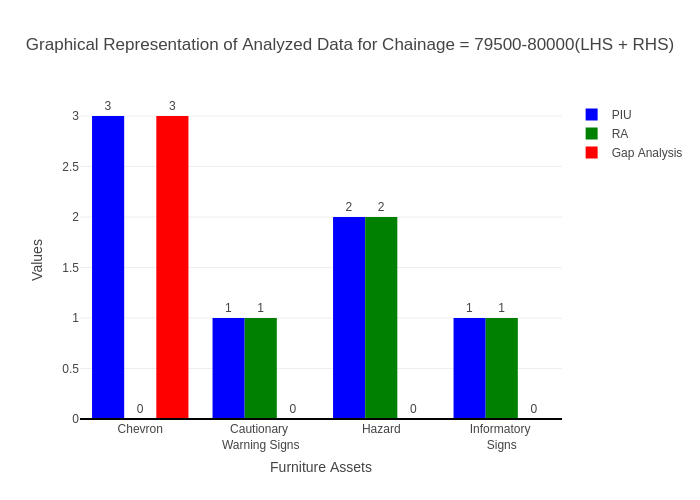 Graphical Representation of Analyzed Data for Chainage = 79500-80000(LHS + RHS)
3
3
PIU
RA
Gap Analysis
3
2.5
2
1.5
1
0.5
0
Values
2
2
1
1
1
1
0
0
0
0
Chevron
Cautionary
Warning Signs
Hazard
Informatory
Signs
Furniture Assets